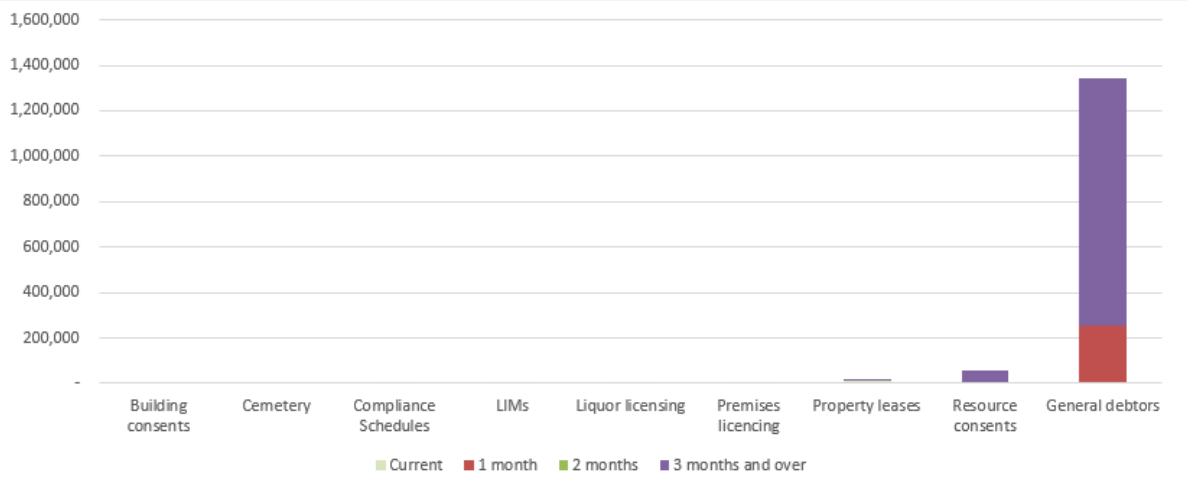 1,600,000
1,400,000
1,200,000
1,000,000
800,000
600,000
400,000
200,000
-
Building
consents
Cemetery
Compliance
Schedules
LIMs
Liquor licensing
Premises
licencing
Property leases
Resource
consents
General debtors
Current
1 month
2 months
3 months and over